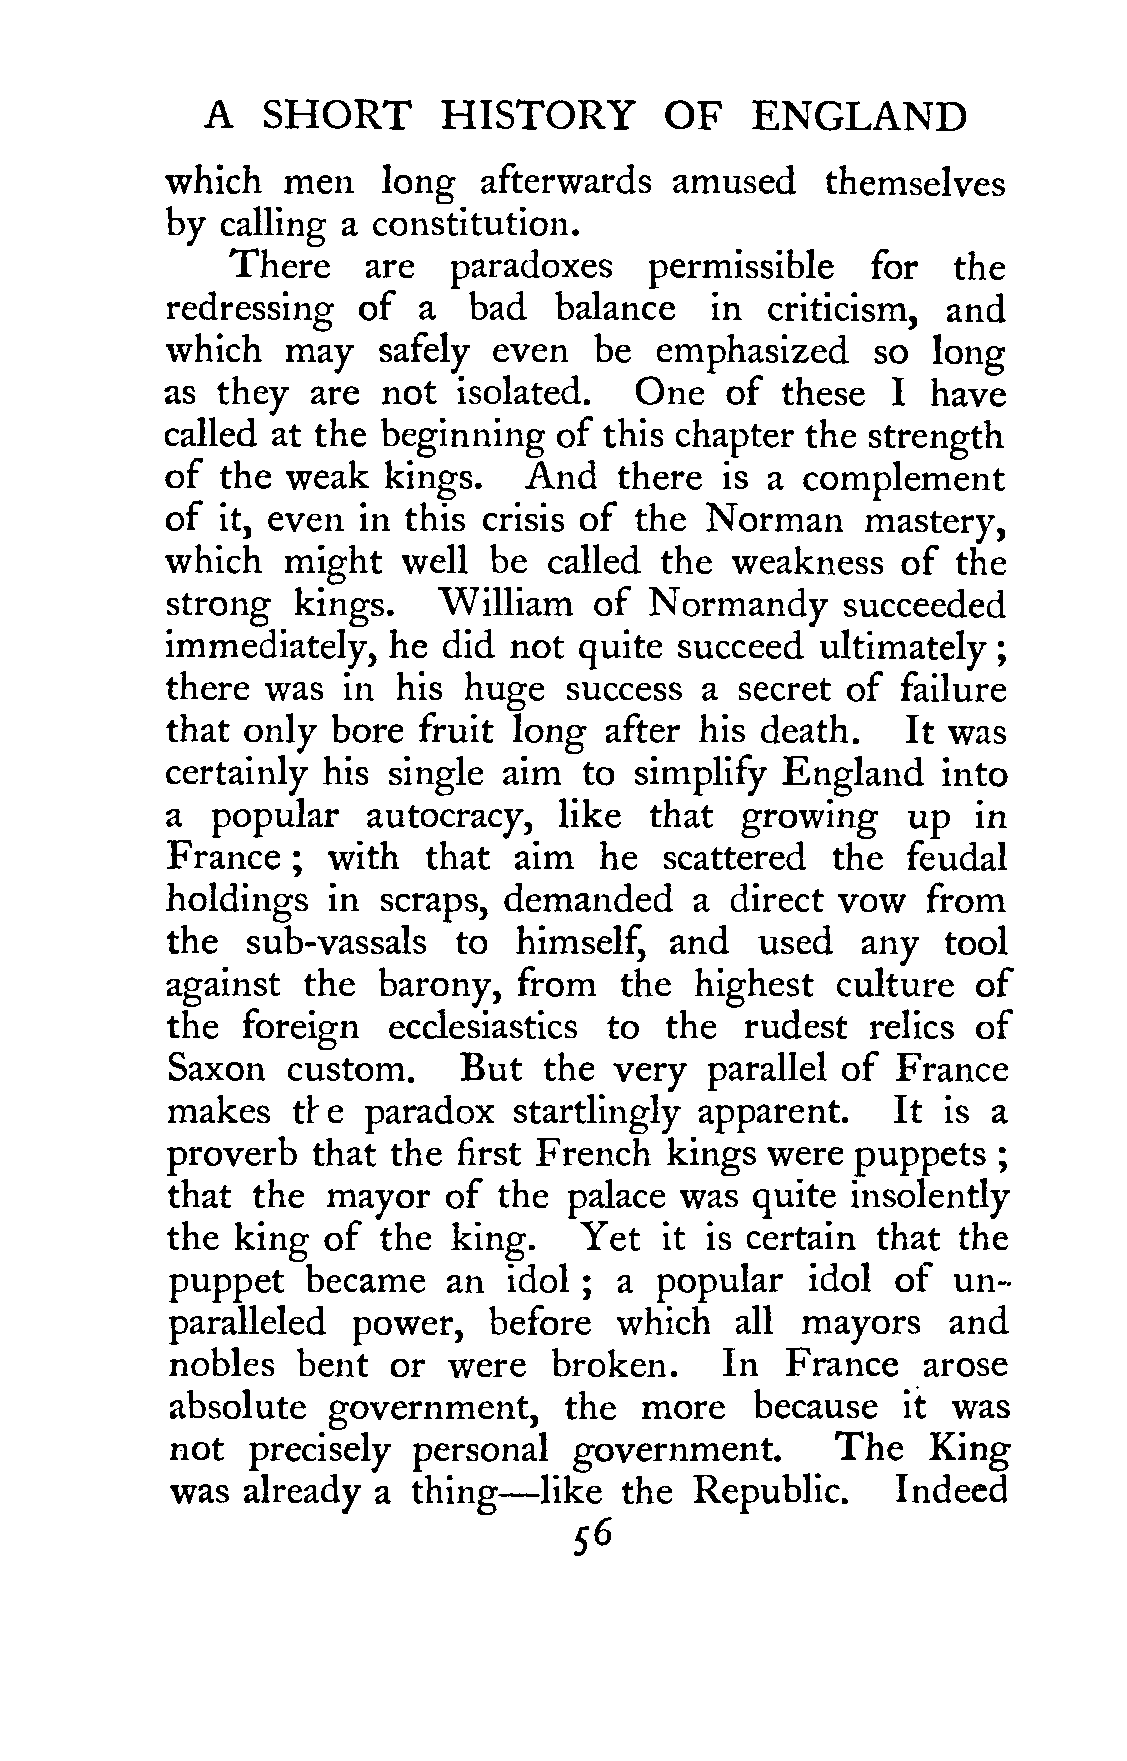 A SHORT HISTORY OF ENGLAND
which men long afterwards amused themselves
by calling a constitution.
There are paradoxes permissible for the
redressing of a bad balance in criticism, and
which may safely even be emphasized so long
as they are not isolated. One of these I have
called at the beginning of this chapter the strength
of the weak kings. And there is a complement
of it, even in this crisis of the Norman mastery,
which might well be called the weakness of the
strong kings. William of Normandy succeeded
immediately, he did not quite succeed ultimately ;
there was in his huge success a secret of failure
that only bore fruit long after his death. It was
certainly his single aim to simplify England into
a popular autocracy, like that growing up in
France ; with that aim he scattered the feudal
holdings in scraps, demanded a direct vow from
the sub-vassals to himself, and used any tool
against the barony, from the highest culture of
the foreign ecclesiastics to the rudest relics of
Saxon custom. But the very parallel of France
makes the paradox startlingly apparent. It is a
proverb that the first French kings were puppets ;
that the mayor of the palace was quite insolently
the king of the king. Yet it is certain that the
puppet became an idol ; a popular idol of un-
paralleled power, before which all mayors and
nobles bent or were broken. In France arose
absolute government, the more because it was
not precisely personal government. The King
was already a thing—like the Republic. Indeed
56